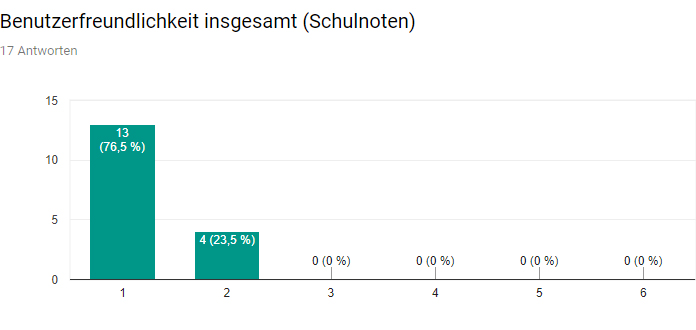 Benutzerfreundlichkeit insgesamt (Schulnoten)
17 Antworten
15
10
5
0
13
(76,5 %)
4 (23,5 %)
0 (0 %)
0 (0 %)
0 (0 %)
0 (0 %)
1
2
3
4
5
6